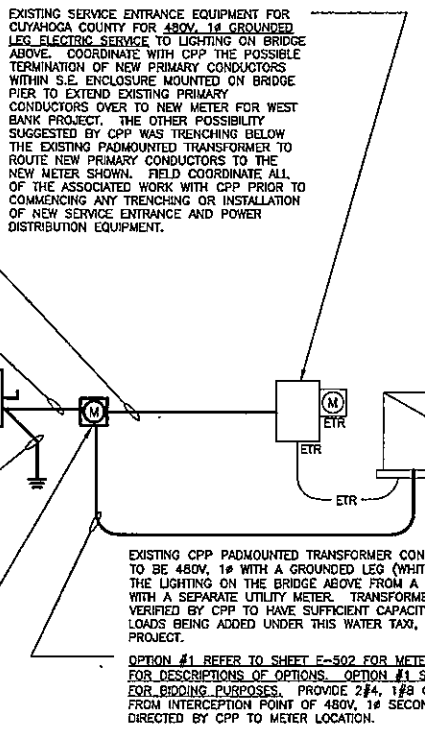 EXISTING SERVICE ENTRANCE EQUIPMENT FOR
CUYAHOGA COUNTY FOR 480V, 1ø GROUNDED
LEG ELECTRIC SERVICE TO LIGHTING ON BRIDGE
ABOVE. COORDINATE WITH CPP THE POSSIBLE
TERMINATION OF NEW PRIMARY CONDUCTORS
WITHIN S.E. ENCLOSURE MOUNTED ON BRIDGE
PIER TO EXTEND EXISTING PRIMARY
CONDUCTORS OVER TO NEW METER FOR WEST
BANK PROJECT. THE OTHER POSSIBILITY
SUGGESTED BY CPP WAS TRENCHING BELOW
THE EXISTING PADMOUNTED TRANSFORMER TO
ROUTE NEW PRIMARY CONDUCTORS TO THE
NEW METER SHOWN. FIELD COORDINATE ALL
OF THE ASSOCIATED WORK WITH CPP PRIOR TO
COMMENCING ANY TRENCHING OR INSTALLATION
OF NEW SERVICE ENTRANCE AND POWER
DISTRIBUTION EQUIPMENT.
M
M
ETR
ETR
ETR
EXISTING CPP PADMOUNTED TRANSFORMER CON
TO BE 480V, 1ø WITH A GROUNDED LEG (WHIT
THE LIGHTING ON THE BRIDGE ABOVE FROM A
WITH A SEPARATE UTILITY METER. TRANSFORME
VERIFIED BY CPP TO HAVE SUFFICIENT CAPACIT
LOADS BEING ADDED UNDER THIS WATER TAXI,
PROJECT.
OPTION #1 REFER TO SHEET E-502 FOR METE
FOR DESCRIPTIONS OF OPTIONS. OPTION #1 S
FOR BIDDING PURPOSES. PROVIDE 2#4, 1#8 G
FROM INTERCEPTION POINT OF 480V, 1ø SECON
DIRECTED BY CPP TO METER LOCATION.